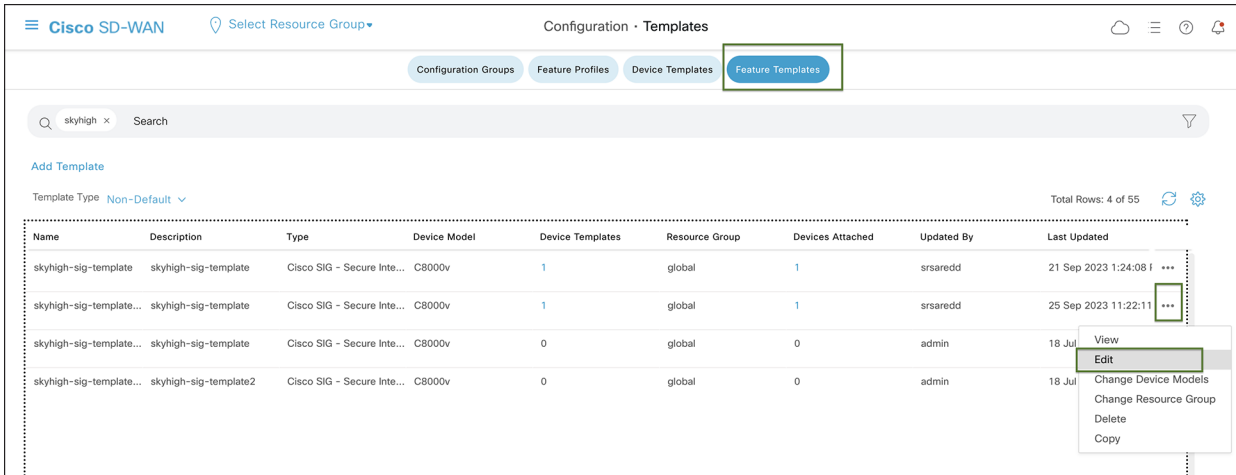 Cisco SD-WAN Select Resource Group Configuration · Templates
Configuration Groups Feature Profiles Device Templates Feature Templates
skyhigh × Search
Add Template
Template Type Non-Default Total Rows: 4 of 55
Name Description Type Device Model Device Templates Resource Group Devices Attached Updated By Last Updated
skyhigh-sig-template skyhigh-sig-template Cisco SIG - Secure Inte... C8000v 1 global 1 srsaredd 21 Sep 2023 1:24:08 •••
skyhigh-sig-template... skyhigh-sig-template Cisco SIG - Secure Inte... C8000v 1 global 1 srsaredd 25 Sep 2023 11:22:11 •••
skyhigh-sig-template... skyhigh-sig-template Cisco SIG - Secure Inte... C8000v 0 global 0 admin 18 Jul
skyhigh-sig-template... skyhigh-sig-template2 Cisco SIG - Secure Inte... C8000v 0 global 0 admin 18 Jul
View
Edit
Change Device Models
Change Resource Group
Delete
Copy